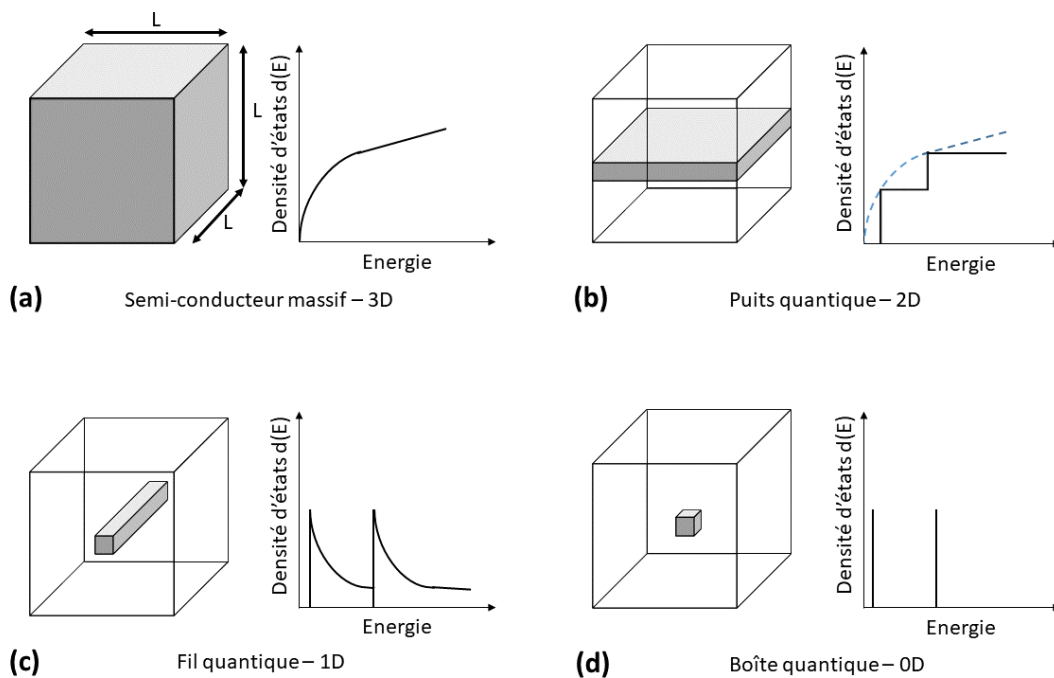 L
L
L
Densité d'états d(E)
Energie
(a)
Semi-conducteur massif – 3D
Densité d'états d(E)
Energie
(b)
Puits quantique – 2D
Densité d'états d(E)
Energie
(c)
Fil quantique – 1D
Densité d'états d(E)
Energie
(d)
Boîte quantique – 0D